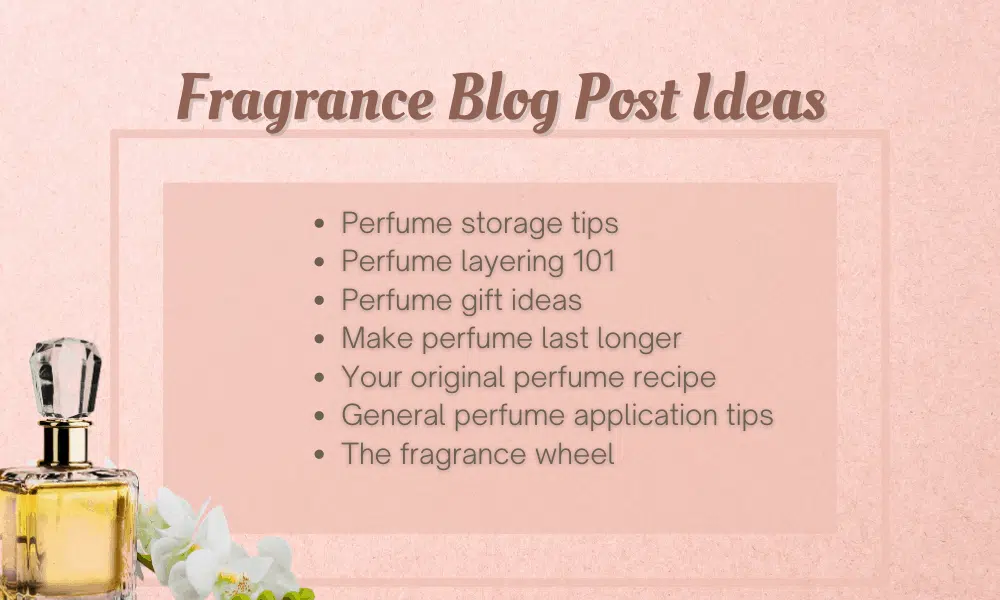 Fragrance Blog Post Ideas
• Perfume storage tips
• Perfume layering 101
• Perfume gift ideas
• Make perfume last longer
• Your original perfume recipe
• General perfume application tips
• The fragrance wheel